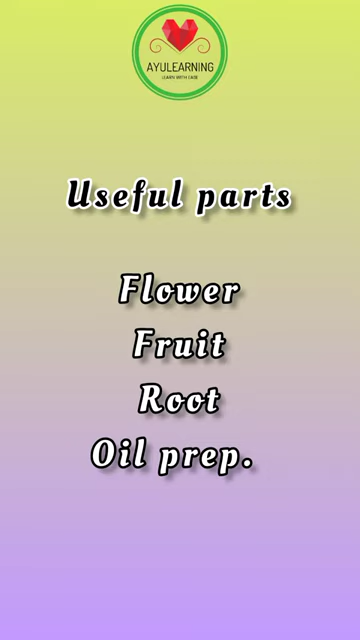 AYULEARNING
LEARN WITH EASE
Useful parts
Flower
Fruit
Root
Oil prep.